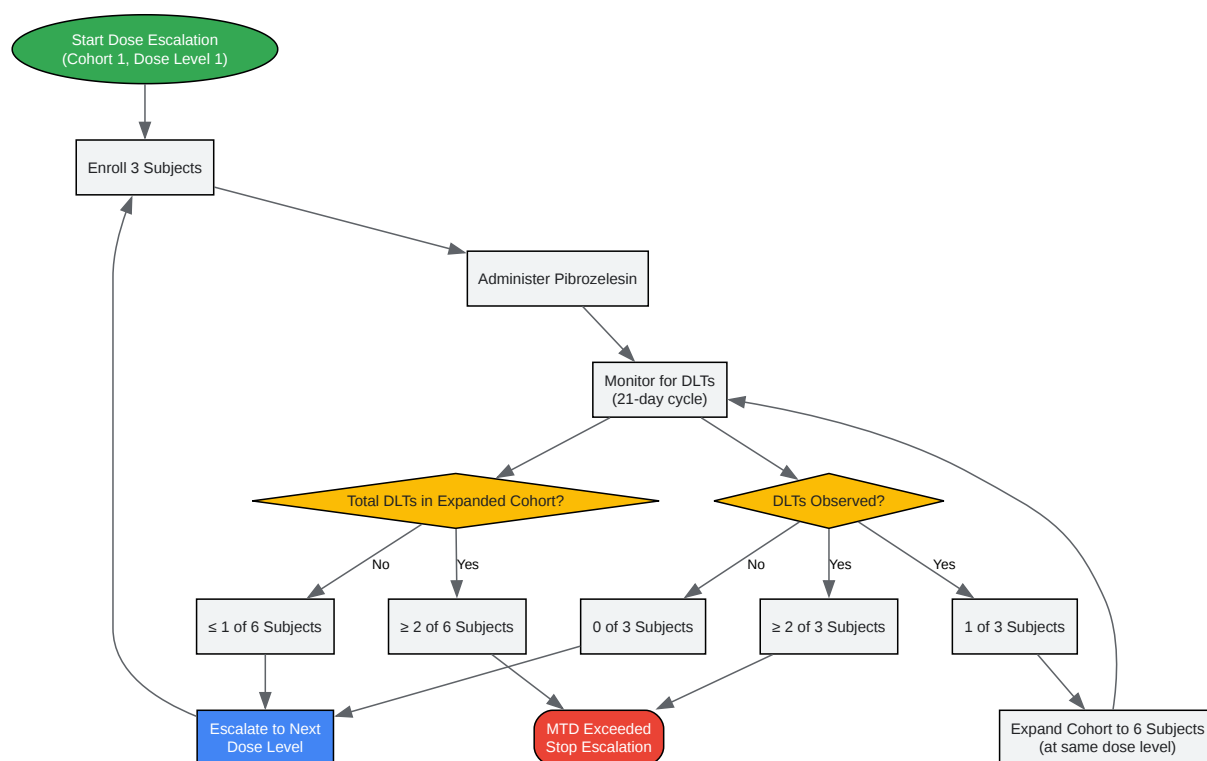 Start Dose Escalation
(Cohort 1, Dose Level 1)
Enroll 3 Subjects
Administer Pibrozelesin
Monitor for DLTs
(21-day cycle)
Total DLTs in Expanded Cohort?
DLTs Observed?
No
Yes
No
Yes
Yes
≤ 1 of 6 Subjects
≥ 2 of 6 Subjects
0 of 3 Subjects
≥ 2 of 3 Subjects
1 of 3 Subjects
Escalate to Next
Dose Level
MTD Exceeded
Stop Escalation
Expand Cohort to 6 Subjects
(at same dose level)